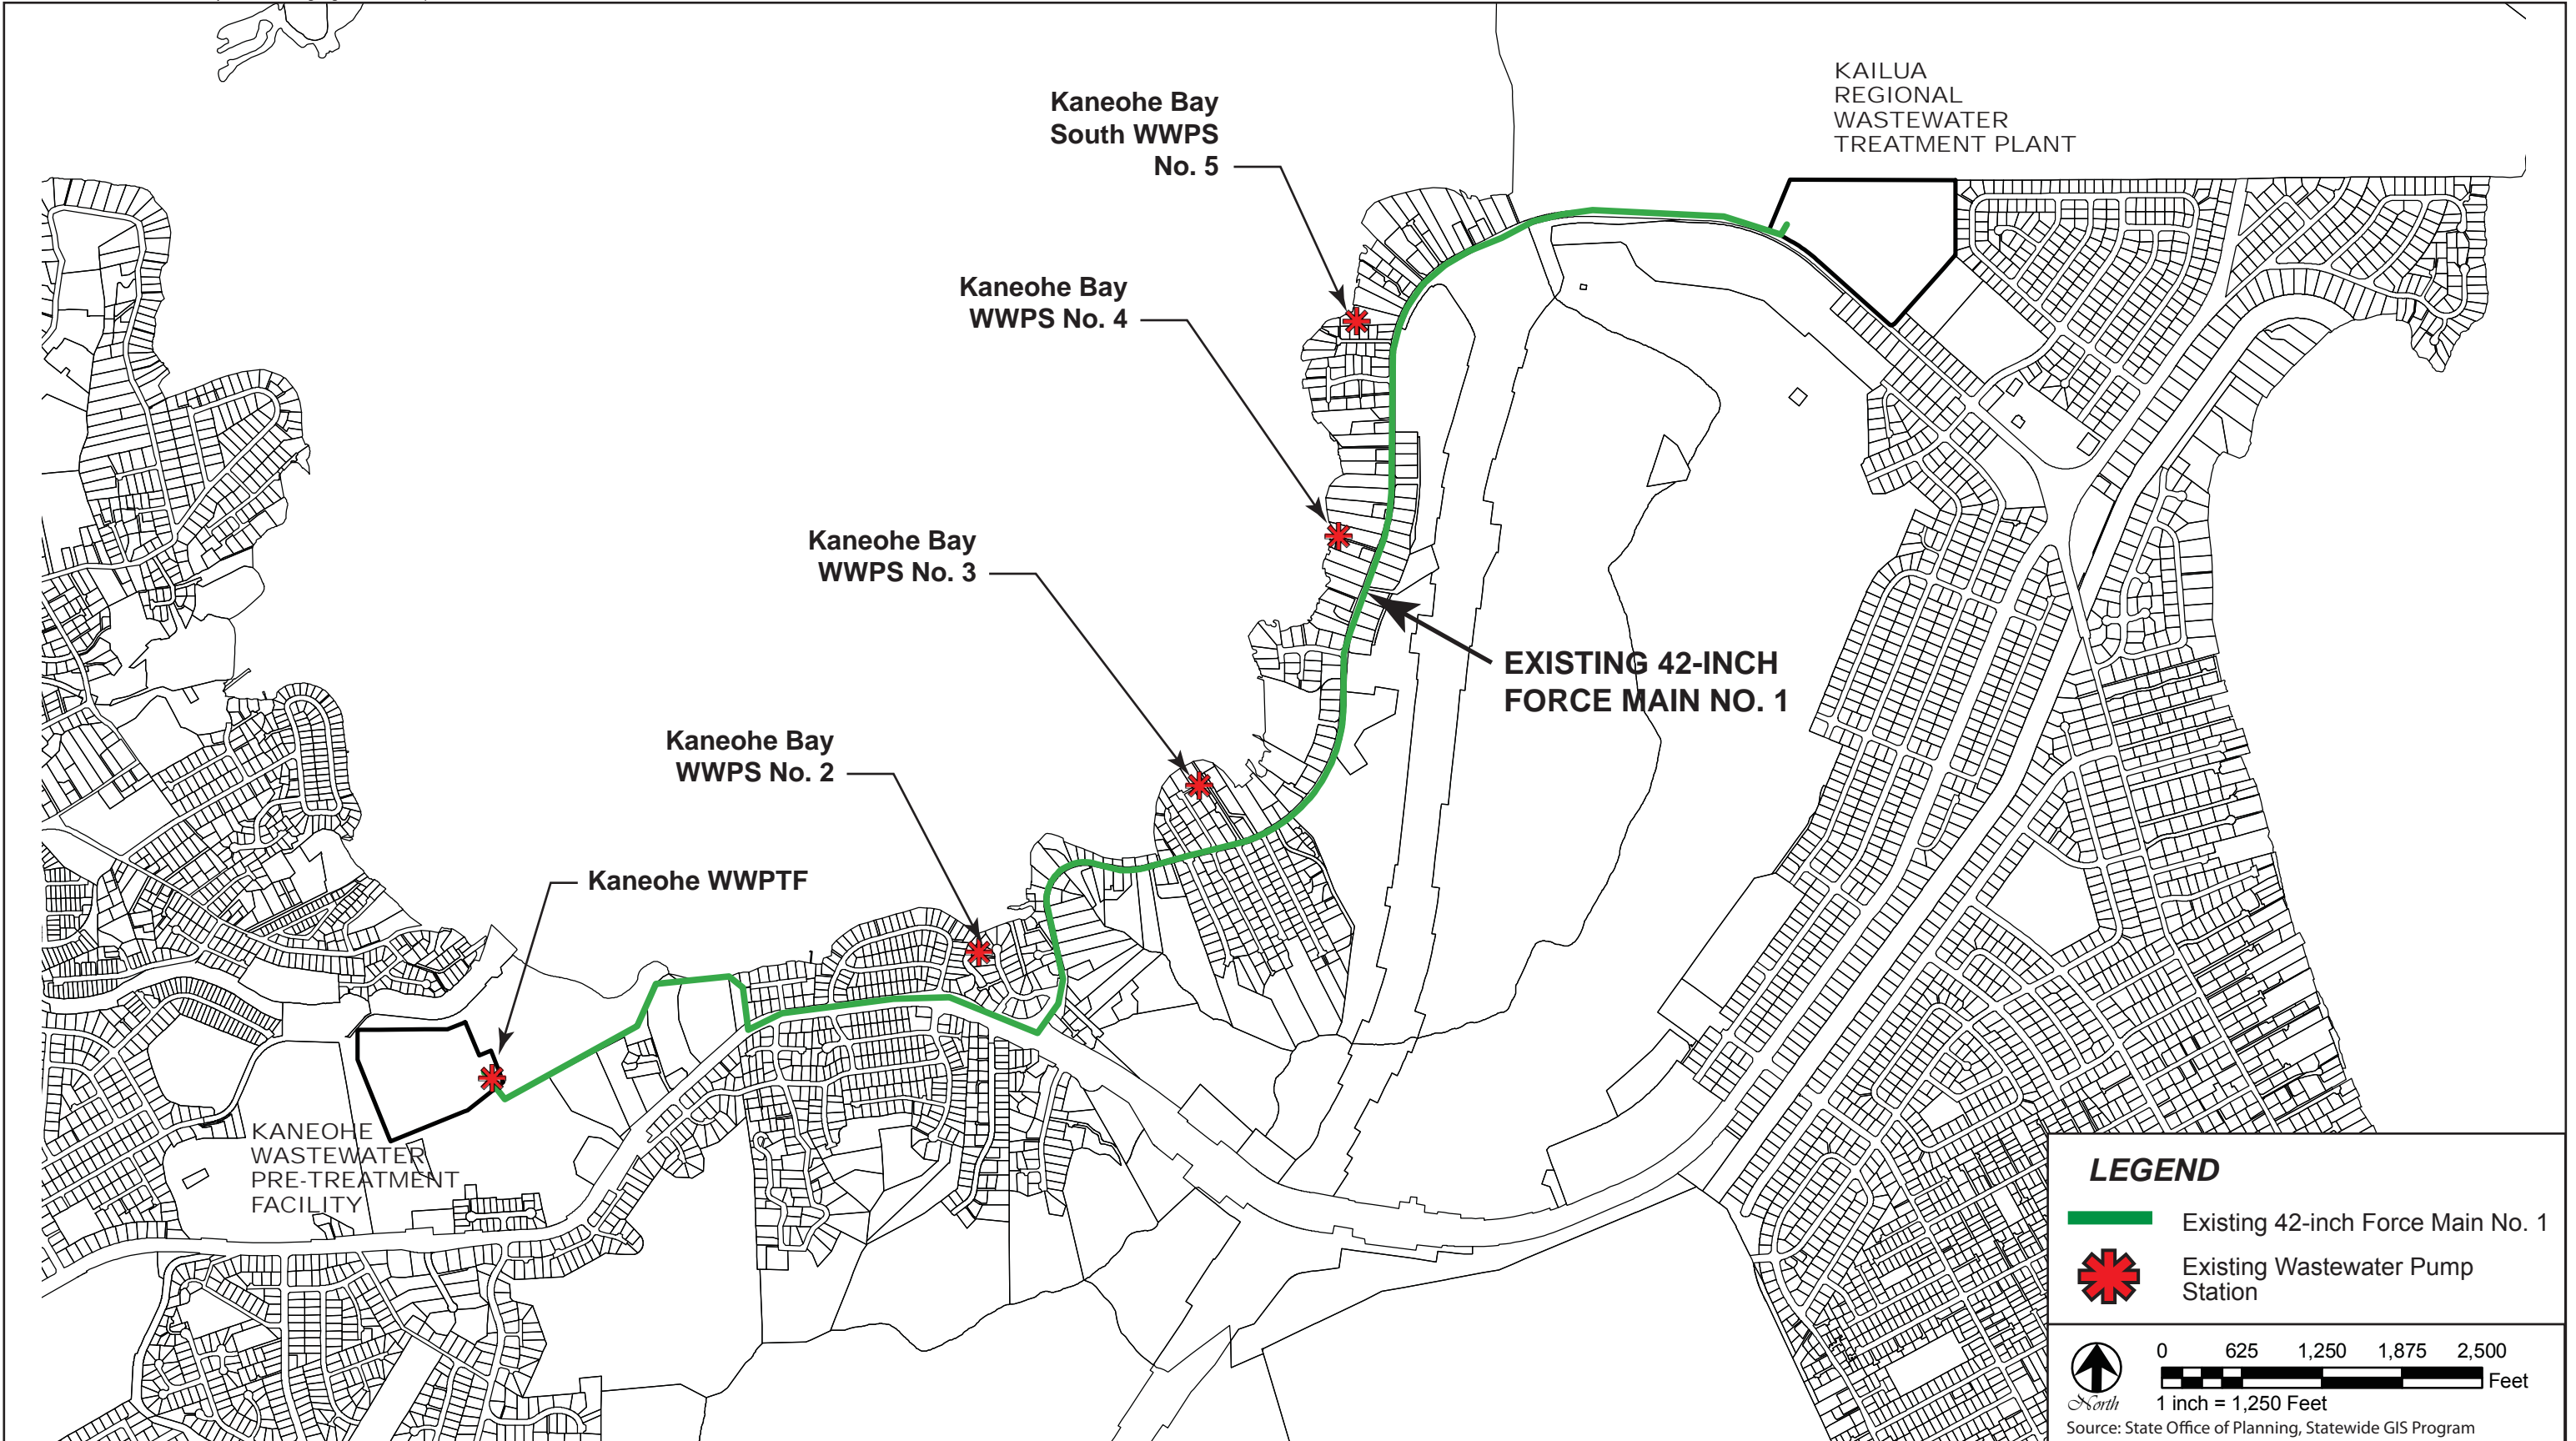 KAILUA
REGIONAL
WASTEWATER
TREATMENT PLANT
Kaneohe Bay
South WWPS
No. 5
Kaneohe Bay
WWPS No. 4
Kaneohe Bay
WWPS No. 3
EXISTING 42-INCH
FORCE MAIN NO. 1
Kaneohe Bay
WWPS No. 2
Kaneohe WWPTF
KANEOHE
WASTEWATER
PRE-TREATMENT
FACILITY
LEGEND
Existing 42-inch Force Main No. 1
Existing Wastewater Pump
Station
0 625 1,250 1,875 2,500
Feet
North
1 inch = 1,250 Feet
Source: State Office of Planning, Statewide GIS Program